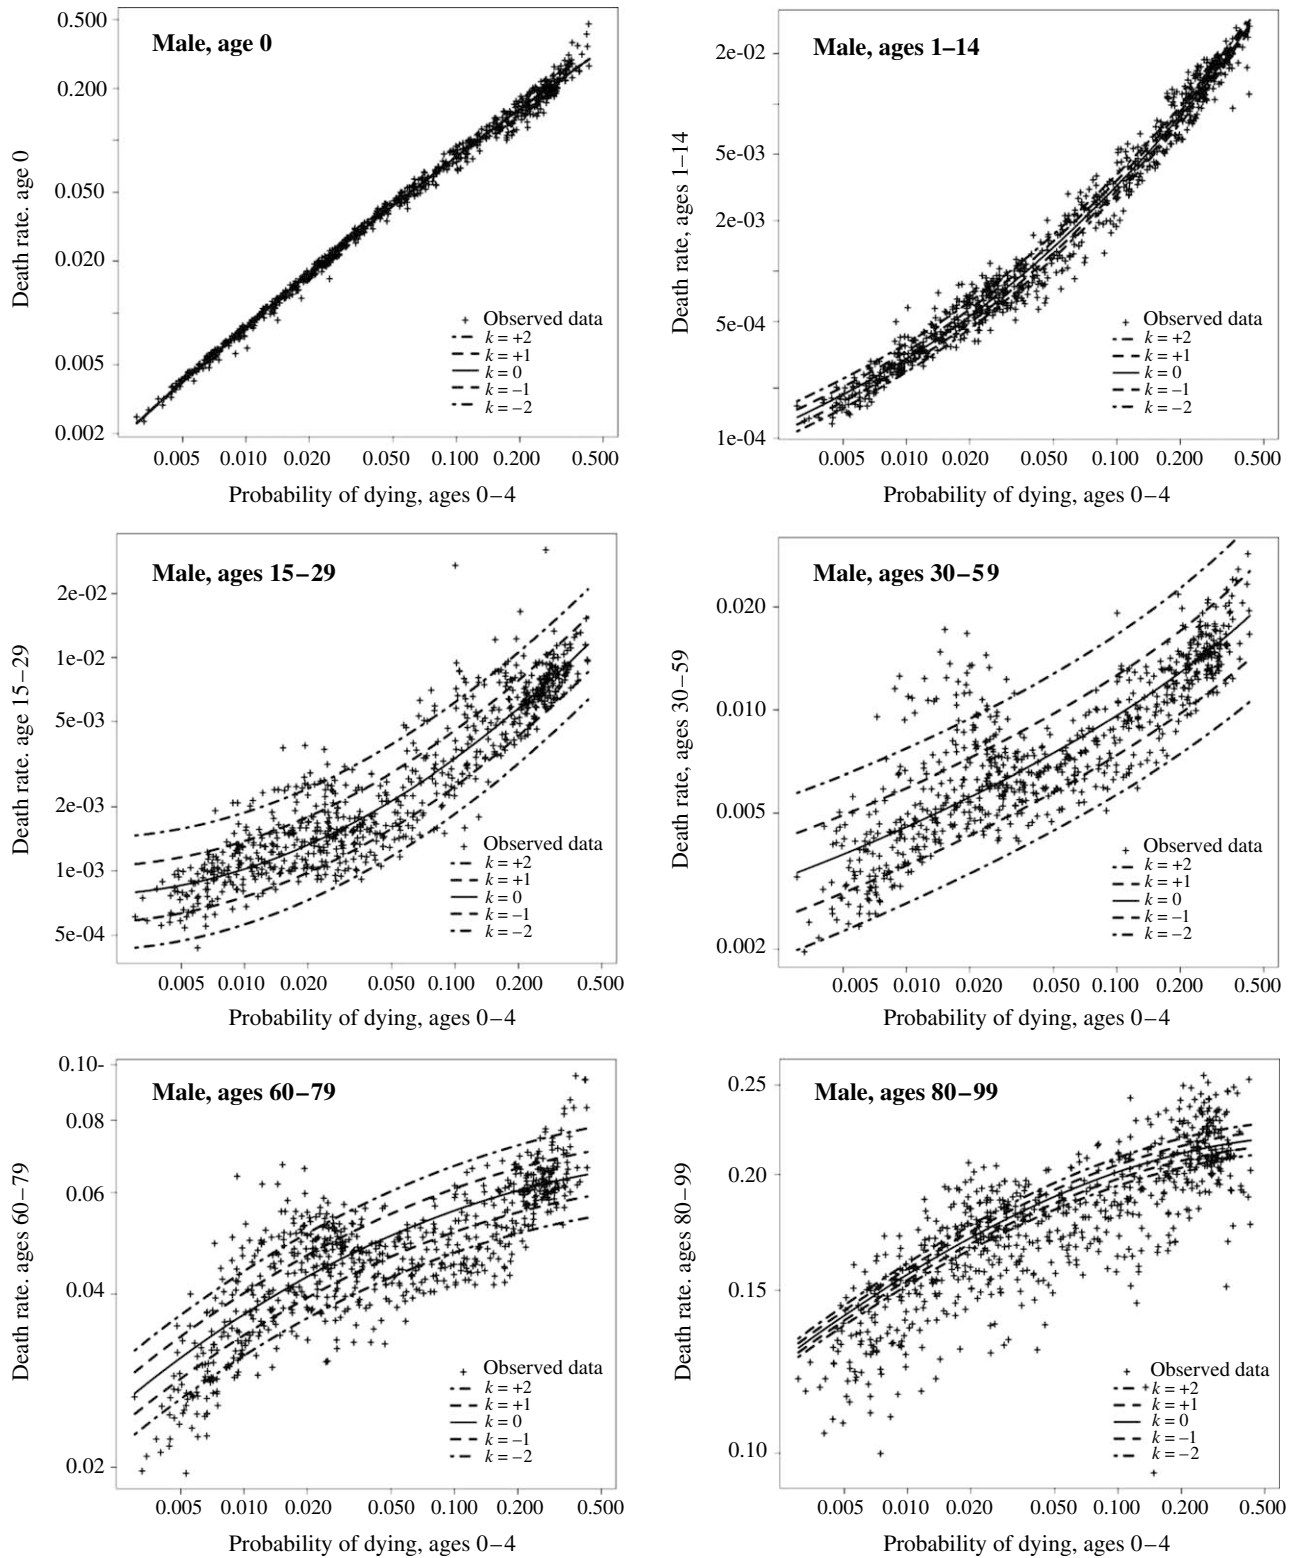 Male, age 0
Death rate. age 0
0.500
0.200
0.050
0.020
0.005
0.002
Observed data
k = +2
k = +1
k = 0
k = –1
k = –2
0.005 0.010 0.020 0.050 0.100 0.200 0.500
Probability of dying, ages 0–4
Male, ages 1–14
Death rate, ages 1–14
2e-02
5e-03
2e-03
5e-04
1e-04
Observed data
k = +2
k = +1
k = 0
k = –1
k = –2
0.005 0.010 0.020 0.050 0.100 0.200 0.500
Probability of dying, ages 0–4
Male, ages 15–29
Death rate. age 15–29
2e-02
1e-02
5e-03
2e-03
1e-03
5e-04
Observed data
k = +2
k = +1
k = 0
k = –1
k = –2
0.005 0.010 0.020 0.050 0.100 0.200 0.500
Probability of dying, ages 0–4
Male, ages 30–59
Death rate, ages 30–59
0.020
0.010
0.005
0.002
Observed data
k = +2
k = +1
k = 0
k = –1
k = –2
0.005 0.010 0.020 0.050 0.100 0.200 0.500
Probability of dying, ages 0–4
Male, ages 60–79
Death rate. ages 60–79
0.10-
0.08
0.06
0.04
0.02
Observed data
k = +2
k = +1
k = 0
k = –1
k = –2
0.005 0.010 0.020 0.050 0.100 0.200 0.500
Probability of dying, ages 0–4
Male, ages 80–99
Death rate. ages 80–99
0.25
0.20
0.15
0.10
Observed data
k = +2
k = +1
k = 0
k = –1
k = –2
0.005 0.010 0.020 0.050 0.100 0.200 0.500
Probability of dying, ages 0–4